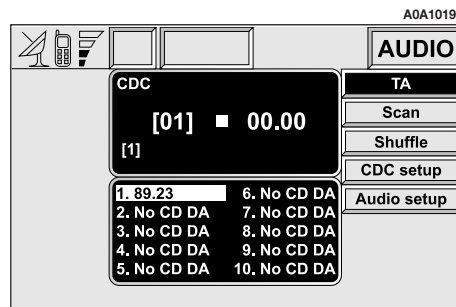 A0A1019
AUDIO
CDC
[01] ■ 00.00
[1]
TA
Scan
Shuffle
CDC setup
Audio setup
1. 89.23 6. No CD DA
2. No CD DA 7. No CD DA
3. No CD DA 8. No CD DA
4. No CD DA 9. No CD DA
5. No CD DA 10. No CD DA